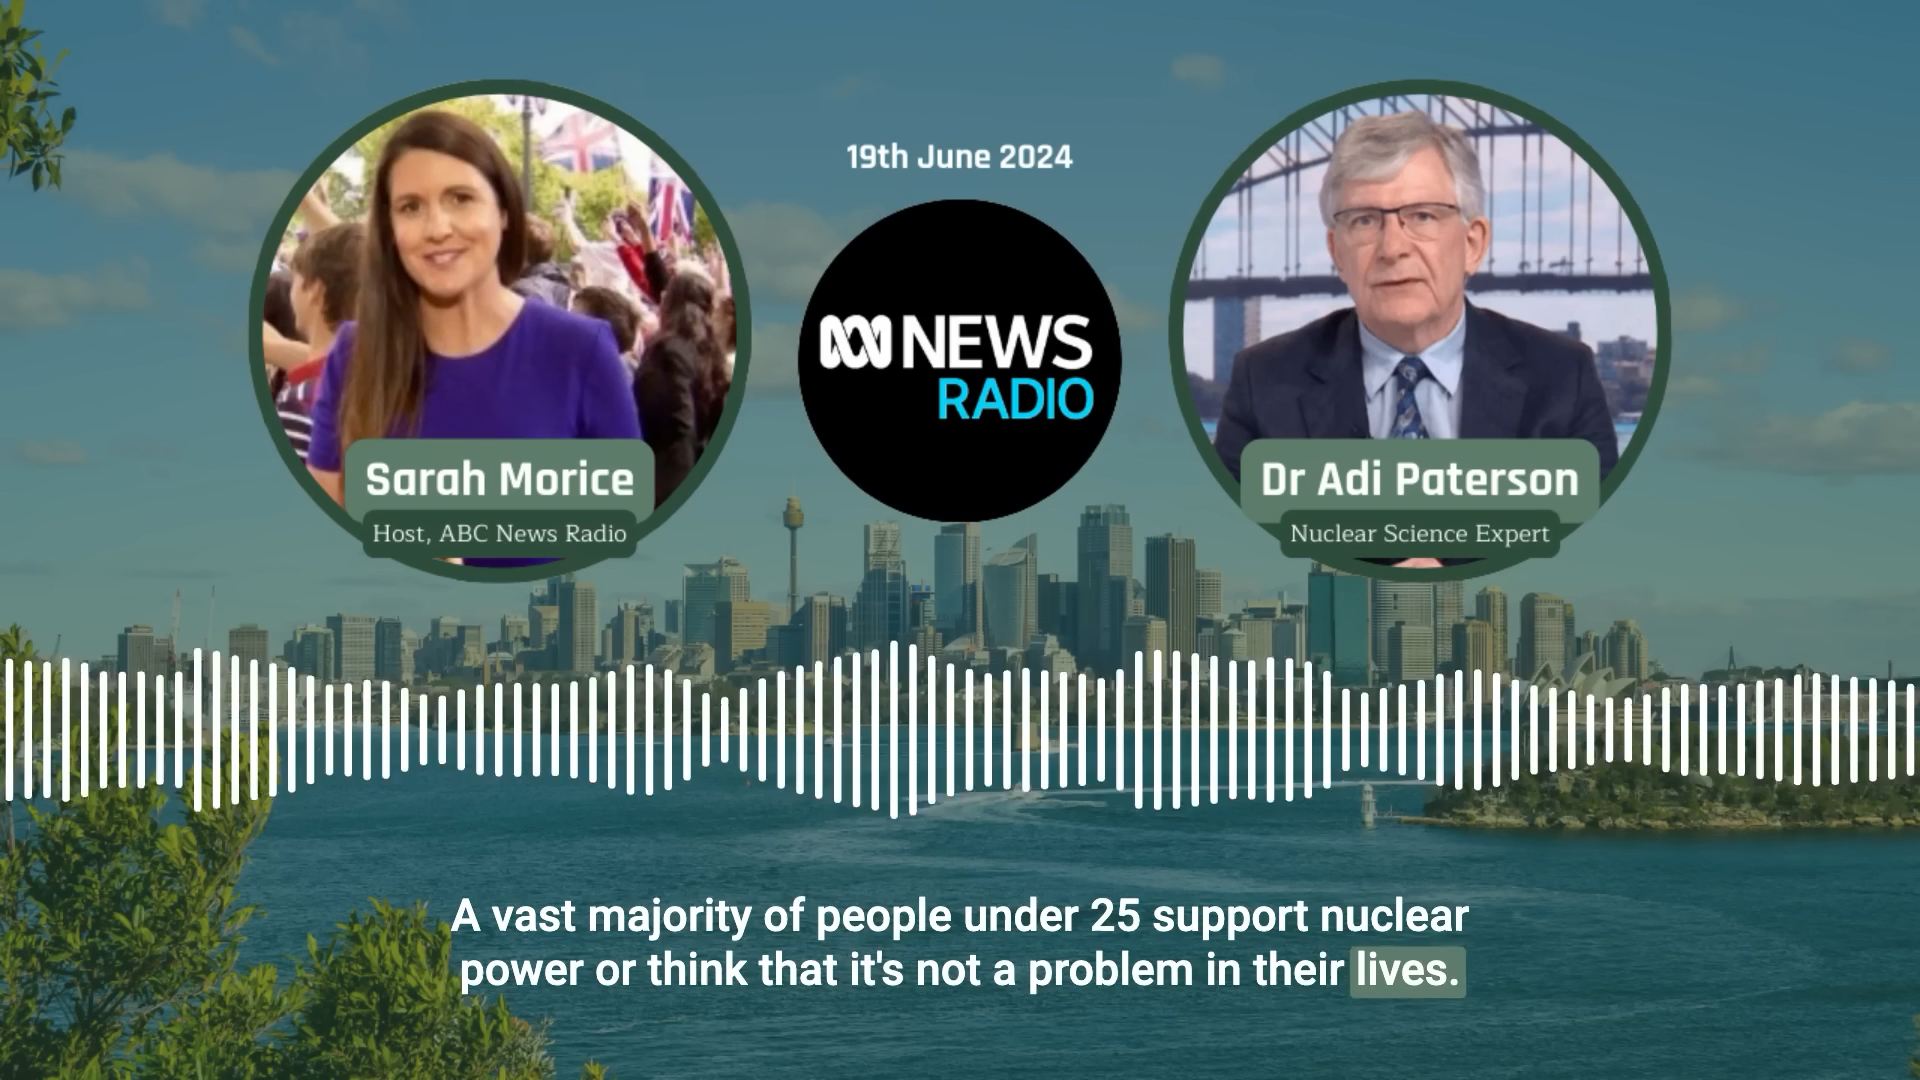 19th June 2024
NEWS
RADIO
Sarah Morice
Host, ABC News Radio
Dr Adi Paterson
Nuclear Science Expert
A vast majority of people under 25 support nuclear
power or think that it's not a problem in their lives.